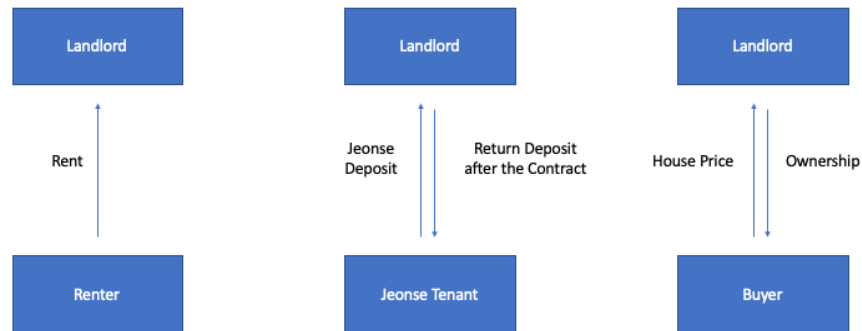 Landlord
Landlord
Landlord
Rent
Jeonse
Deposit
Return Deposit
after the Contract
House Price
Ownership
Renter
Jeonse Tenant
Buyer